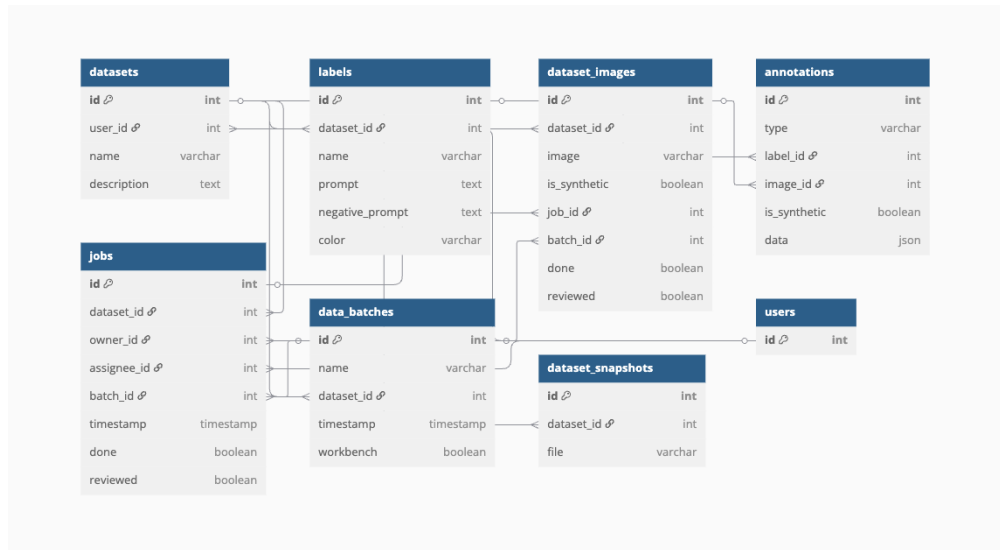 datasets
id int
user_id int
name varchar
description text
labels
id int
dataset_id int
name varchar
prompt text
negative_prompt text
color varchar
dataset_images
id int
dataset_id int
image varchar
is_synthetic boolean
job_id int
batch_id int
done boolean
reviewed boolean
annotations
id int
type varchar
label_id int
image_id int
is_synthetic boolean
data json
jobs
id int
dataset_id int
owner_id int
assignee_id int
batch_id int
timestamp timestamp
done boolean
reviewed boolean
data_batches
id int
name varchar
dataset_id int
timestamp timestamp
workbench boolean
dataset_snapshots
id int
dataset_id int
file varchar
users
id int